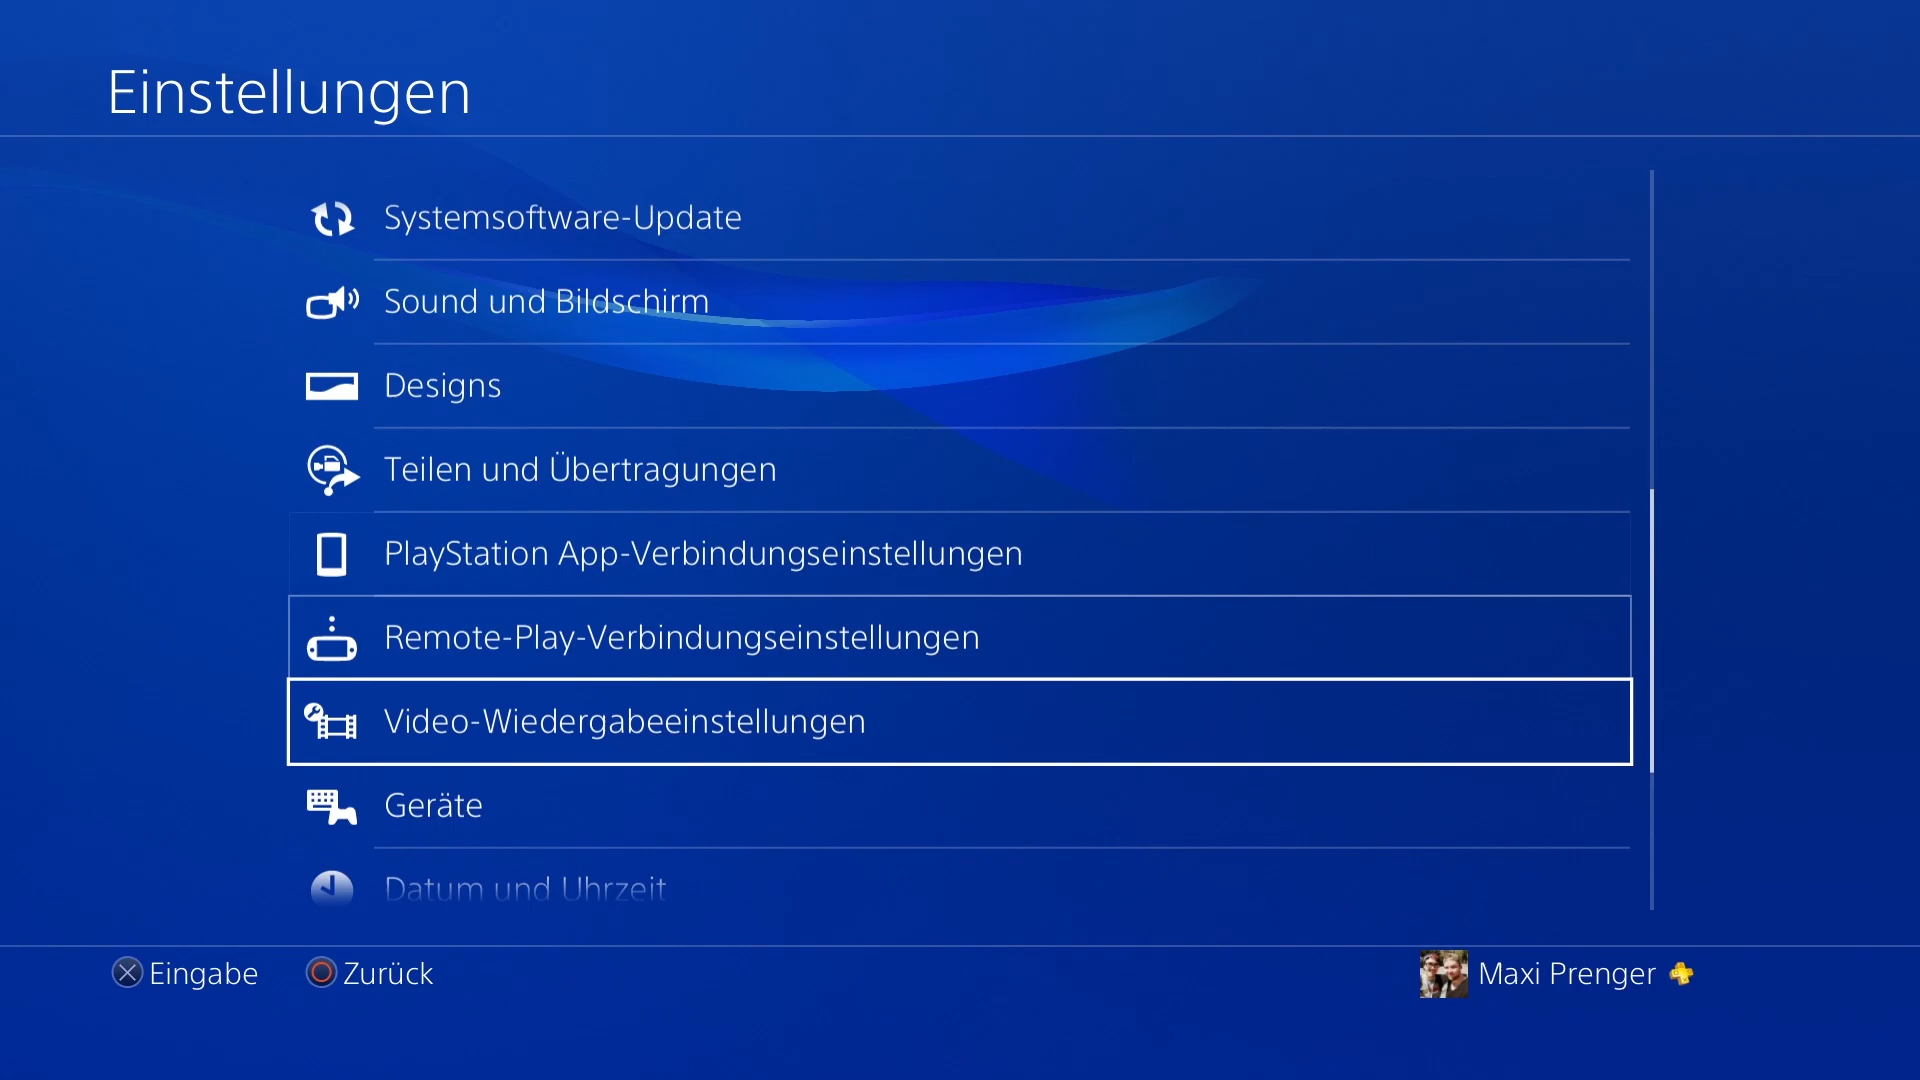 Einstellungen
Systemsoftware-Update
Sound und Bildschirm
Designs
Teilen und Übertragungen
PlayStation App-Verbindungseinstellungen
Remote-Play-Verbindungseinstellungen
Video-Wiedergabeeinstellungen
Geräte
Datum und Uhrzeit
Eingabe
Zurück
Maxi Prenger